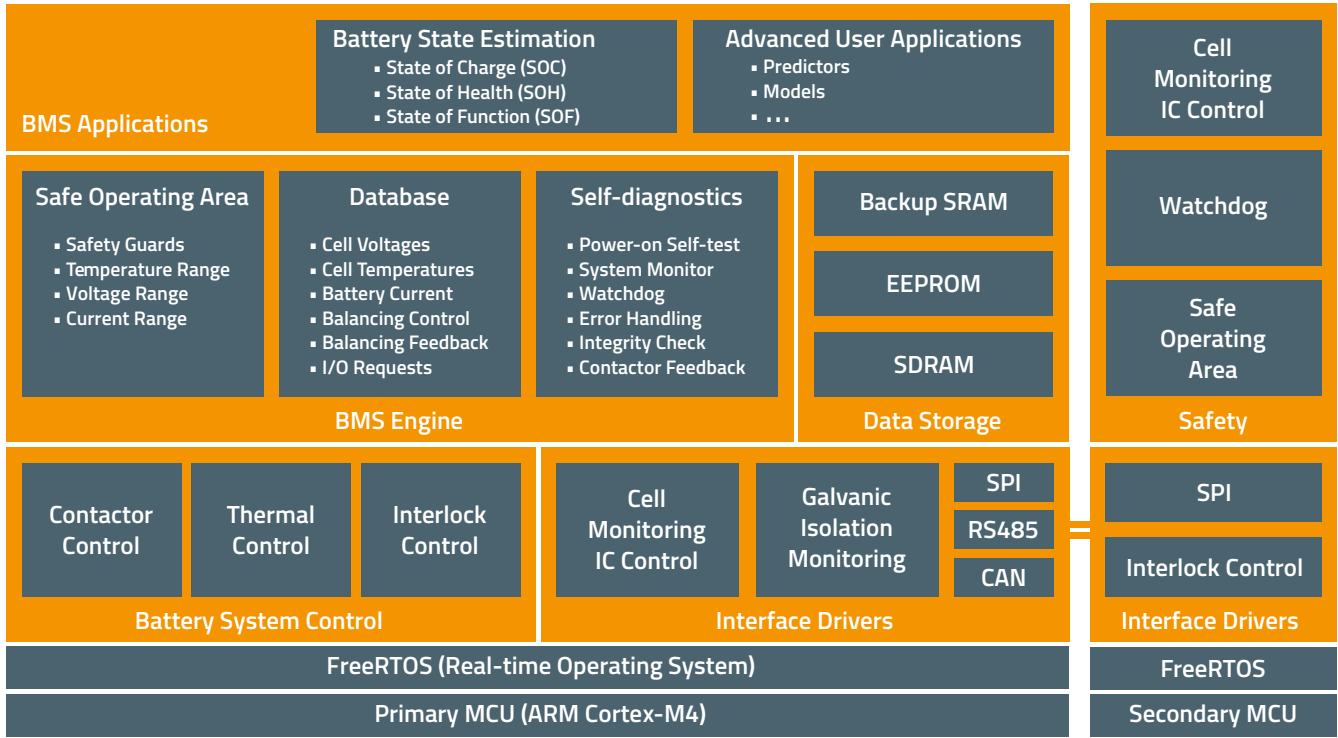 Battery State Estimation
▪ State of Charge (SOC)
▪ State of Health (SOH)
▪ State of Function (SOF)
Advanced User Applications
▪ Predictors
▪ Models
▪ ...
BMS Applications
Safe Operating Area
▪ Safety Guards
▪ Temperature Range
▪ Voltage Range
▪ Current Range
Database
▪ Cell Voltages
▪ Cell Temperatures
▪ Battery Current
▪ Balancing Control
▪ Balancing Feedback
▪ I/O Requests
Self-diagnostics
▪ Power-on Self-test
▪ System Monitor
▪ Watchdog
▪ Error Handling
▪ Integrity Check
▪ Contactor Feedback
BMS Engine
Backup SRAM
EEPROM
SDRAM
Data Storage
Contactor
Control
Thermal
Control
Interlock
Control
Battery System Control
Cell
Monitoring
IC Control
Galvanic
Isolation
Monitoring
SPI
RS485
CAN
Interface Drivers
FreeRTOS (Real-time Operating System)
Primary MCU (ARM Cortex-M4)
Cell
Monitoring
IC Control
Watchdog
Safe
Operating
Area
Safety
SPI
Interlock Control
Interface Drivers
FreeRTOS
Secondary MCU